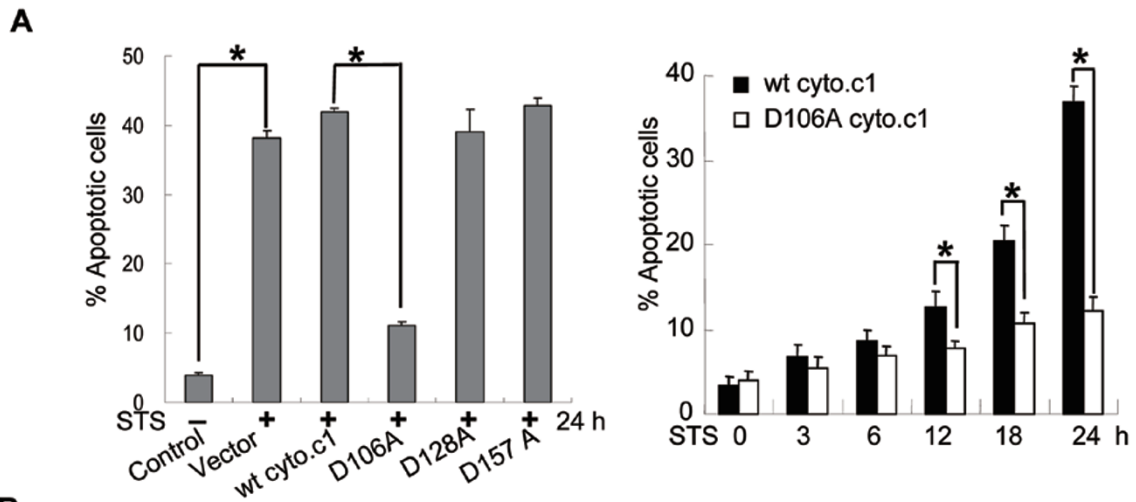 A
50
40
30
20
10
0
% Apoptotic cells
* *
STS – + + + + + 24 h
Control Vector wt cyto.c1 D106A D128A D157 A
40
30
20
10
0
% Apoptotic cells
wt cyto.c1
D106A cyto.c1
*
*
*
STS 0 3 6 12 18 24 h